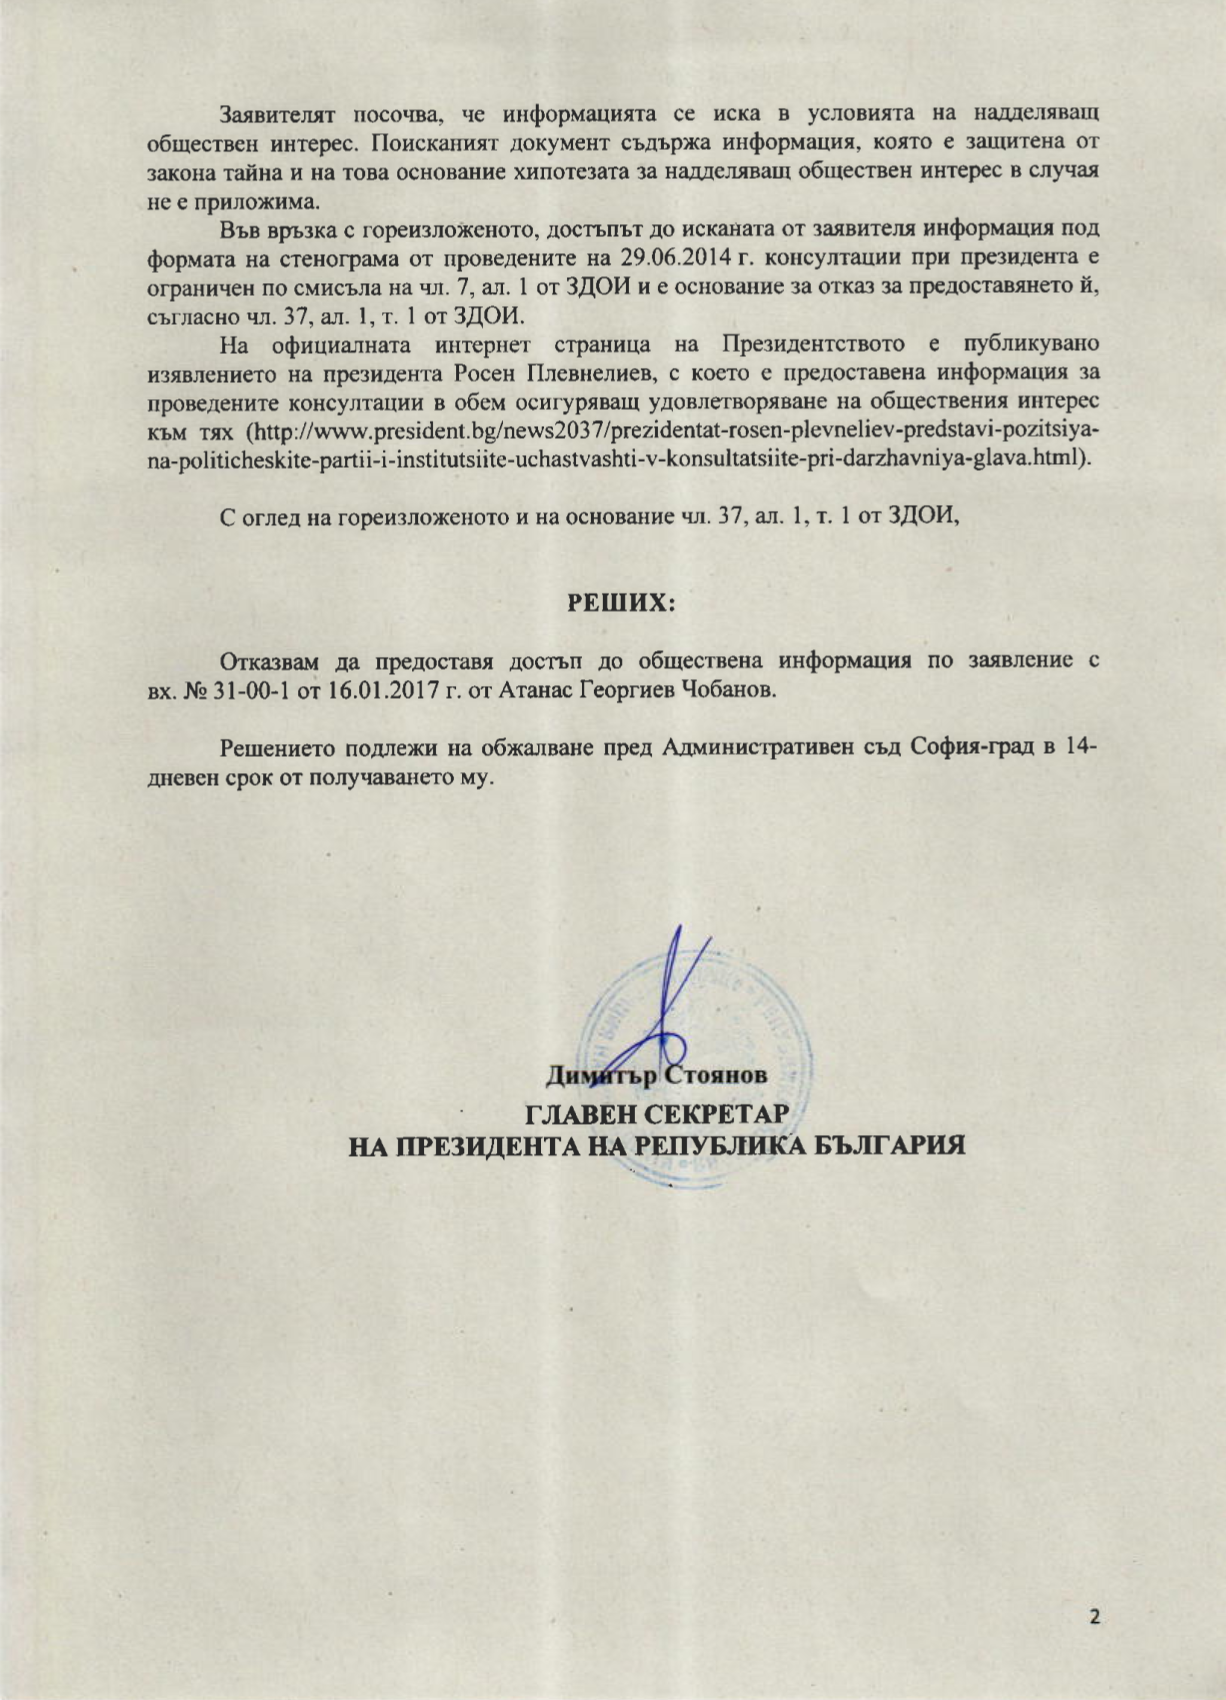 Заявителят посочва, че информацията се иска в условията на надделяващ
обществен интерес. Поисканият документ съдържа информация, която е защитена от
закона тайна и на това основание хипотезата за надделяващ обществен интерес в случая
не е приложима.
Във връзка с гореизложеното, достъпът до исканата от заявителя информация под
формата на стенограма от проведените на 29.06.2014 г. консултации при президента е
ограничен по смисъла на чл. 7, ал. 1 от ЗДОИ и е основание за отказ за предоставянето й,
съгласно чл. 37, ал. 1, т. 1 от ЗДОИ.
На официалната интернет страница на Президентството е публикувано
изявлението на президента Росен Плевнелиев, с което е предоставена информация за
проведените консултации в обем осигуряващ удовлетворяване на обществения интерес
към тях (http://www.president.bg/news2037/prezidentat-rosen-plevneliev-predstavi-pozitsiya-
na-politicheskite-partii-i-institutsiite-uchastvashti-v-konsultatsiite-pri-darzhavniya-glava.html).
С оглед на гореизложеното и на основание чл. 37, ал. 1, т. 1 от ЗДОИ,
РЕШИХ:
Отказвам да предоставя достъп до обществена информация по заявление с
вх. № 31-00-1 от 16.01.2017 г. от Атанас Георгиев Чобанов.
Решението подлежи на обжалване пред Административен съд София-град в 14-
дневен срок от получаването му.
Димитър Стоянов
ГЛАВЕН СЕКРЕТАР
НА ПРЕЗИДЕНТА НА РЕПУБЛИКА БЪЛГАРИЯ
2